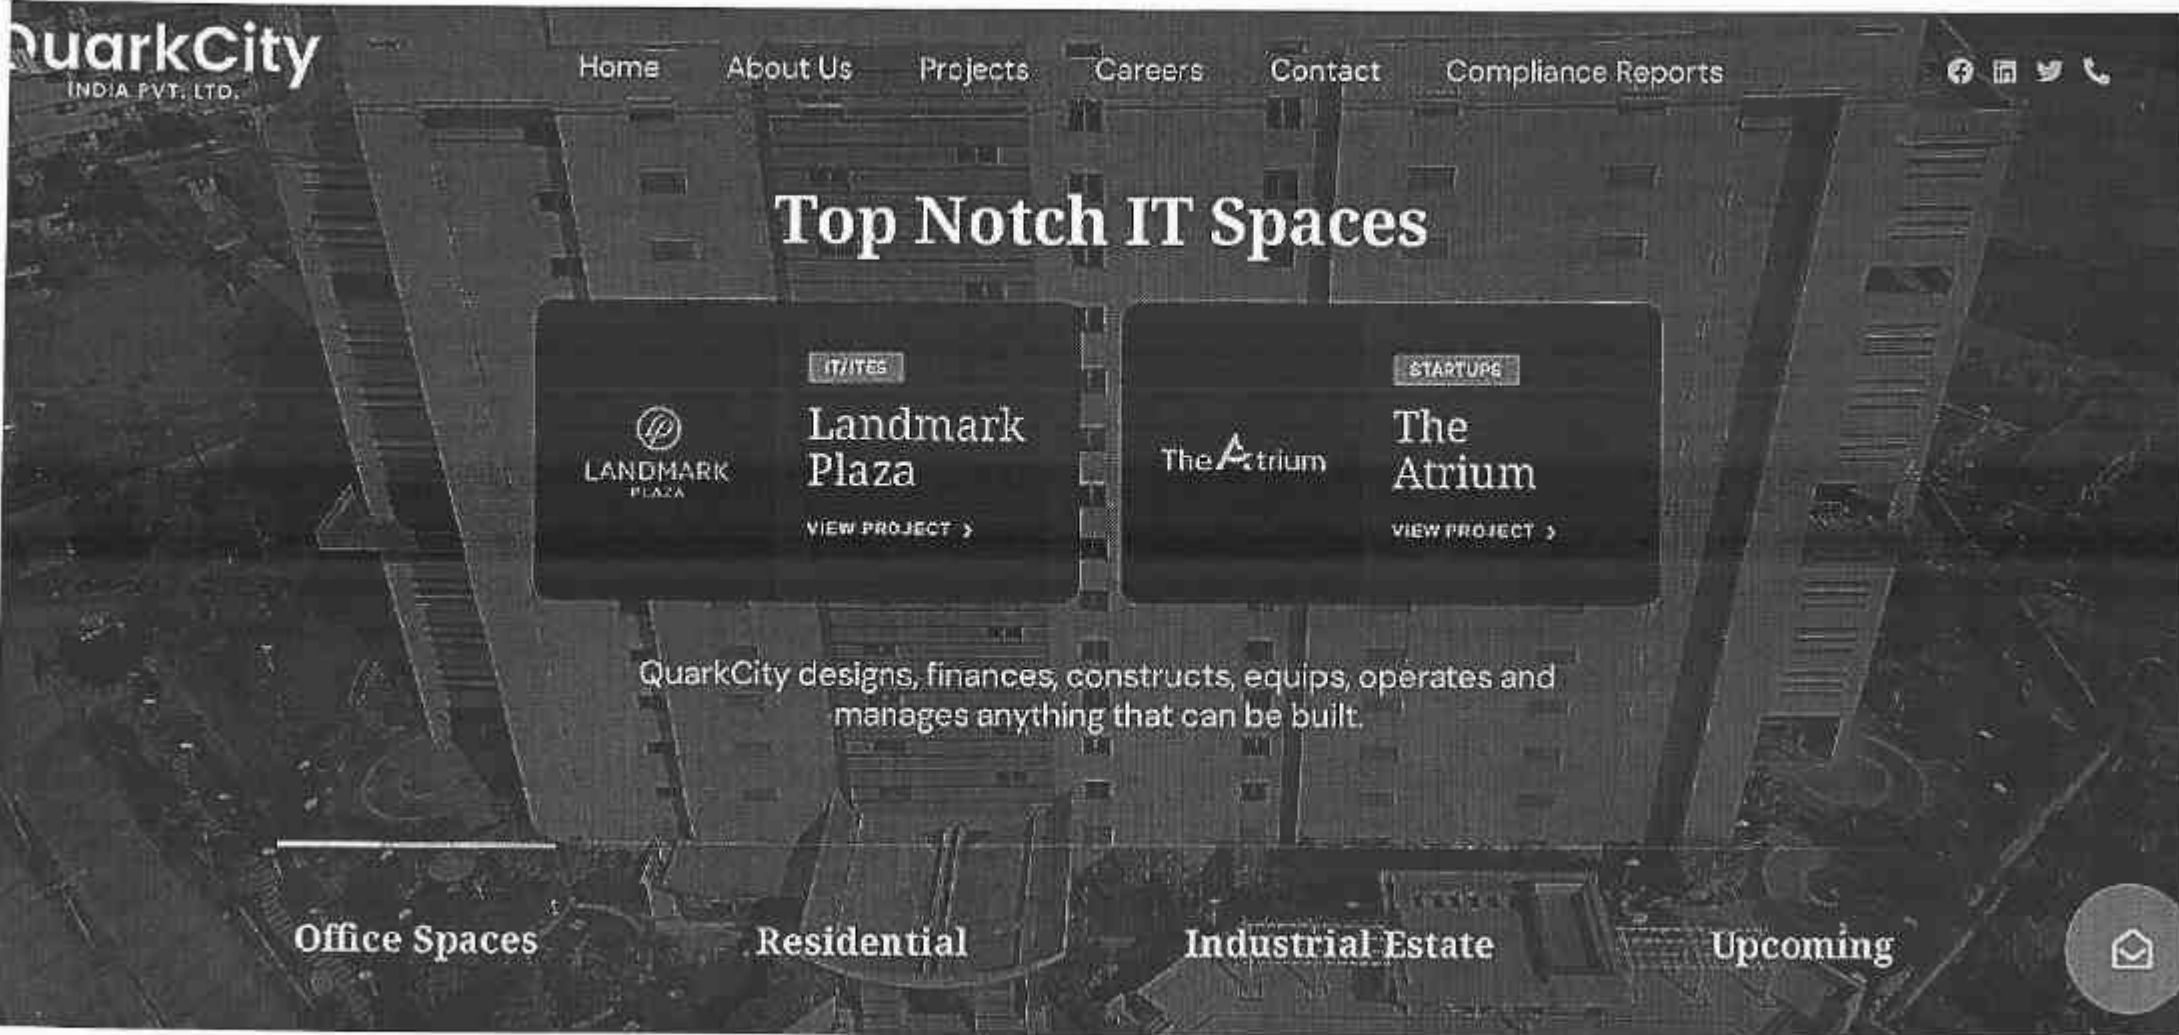 QuarkCity
INDIA PVT. LTD.
Home About Us Projects Careers Contact Compliance Reports
Top Notch IT Spaces
IT/ITES
Landmark
Plaza
VIEW PROJECT
LANDMARK
PLAZA
STARTUPS
The
Atrium
VIEW PROJECT
The Atrium
QuarkCity designs, finances, constructs, equips, operates and
manages anything that can be built.
Office Spaces Residential Industrial Estate Upcoming